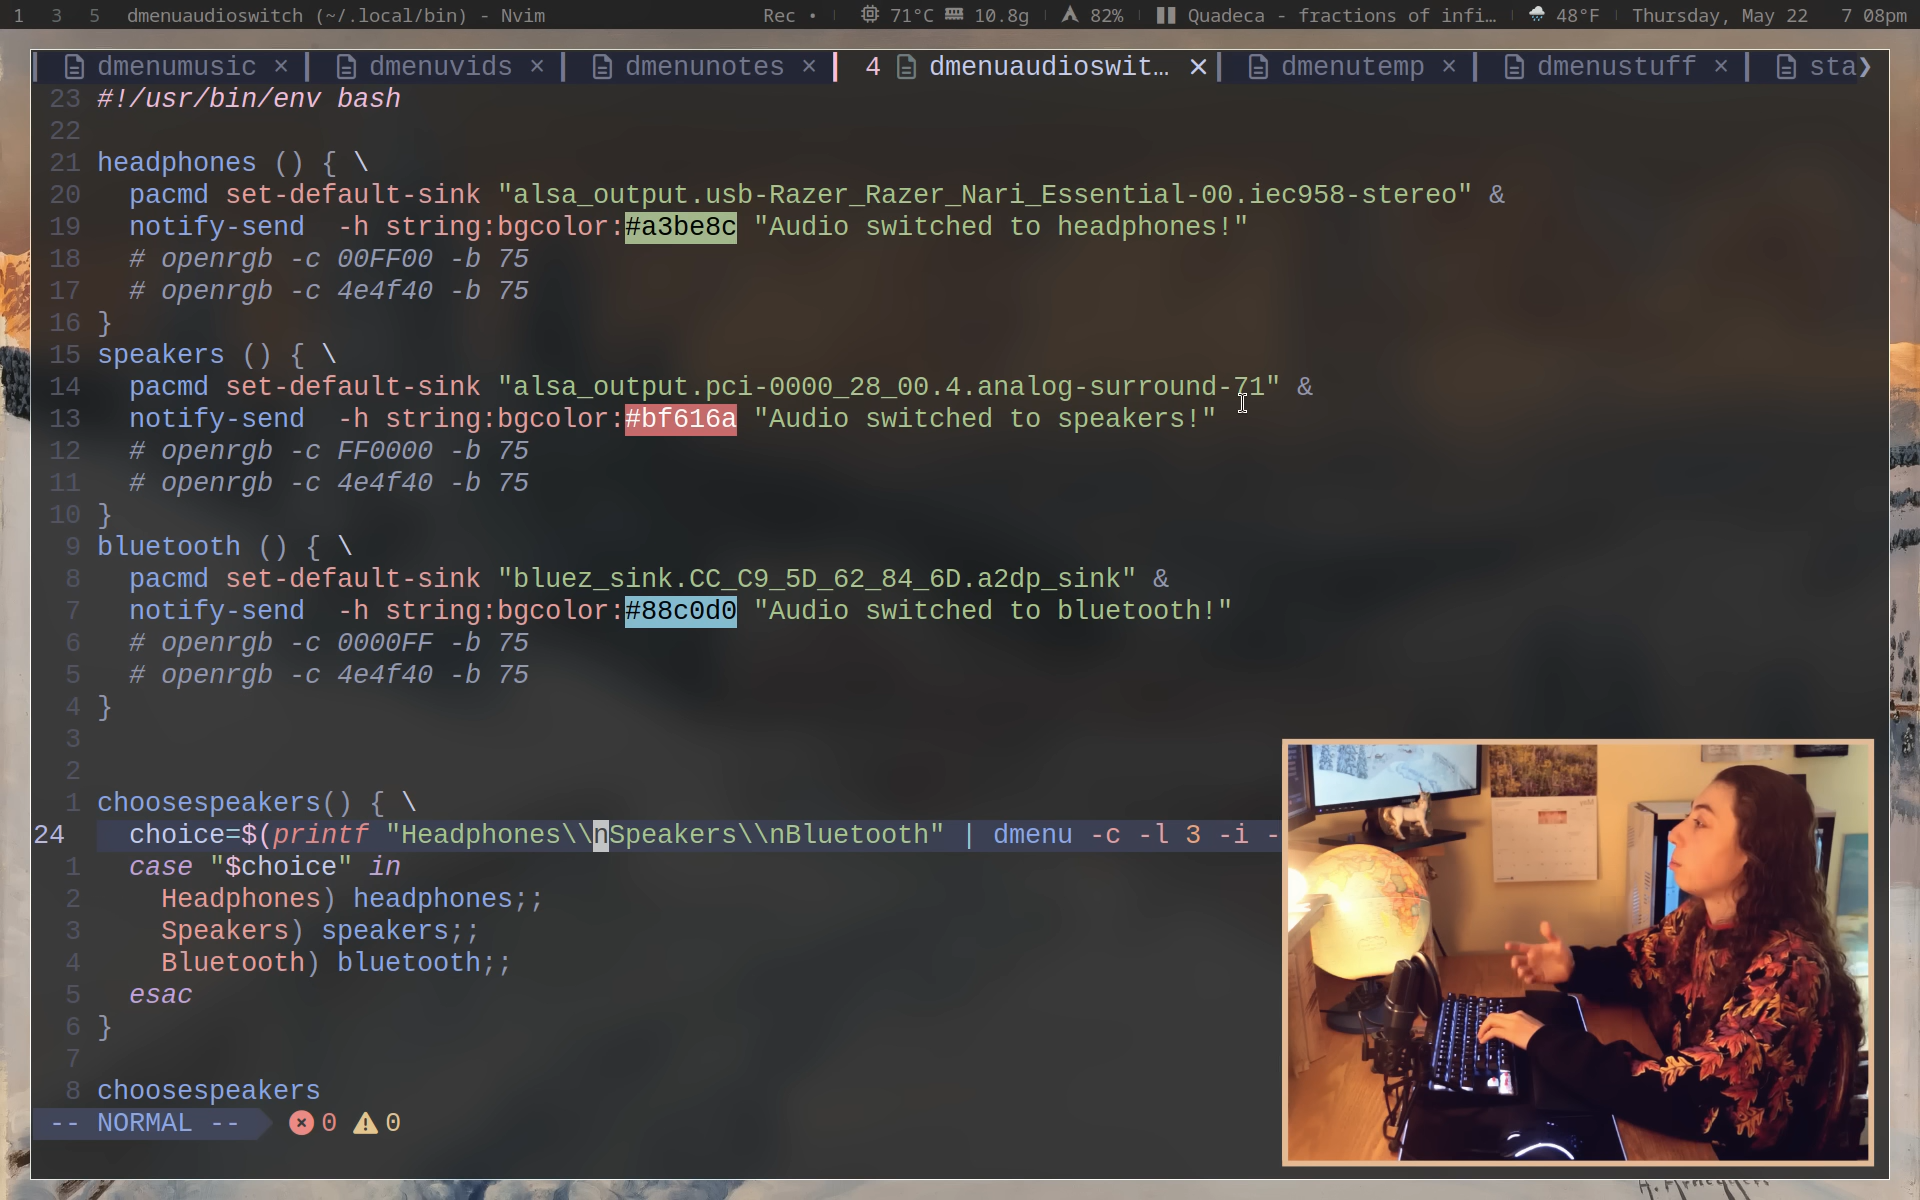 1 3 5 dmenuaudioswitch (~/.local/bin) - Nvim Rec • 71°C 10.8g 82% Quadeca - fractions of infi… 48°F Thursday, May 22 7 08pm
dmenumusic × dmenuvids × dmenunotes × 4 dmenuaudioswit… × dmenutemp × dmenustuff × sta❯
23 #!/usr/bin/env bash
22
21 headphones () { \
20 pacmd set-default-sink "alsa_output.usb-Razer_Razer_Nari_Essential-00.iec958-stereo" &
19 notify-send  -h string:bgcolor:#a3be8c "Audio switched to headphones!"
18 # openrgb -c 00FF00 -b 75
17 # openrgb -c 4e4f40 -b 75
16 }
15 speakers () { \
14 pacmd set-default-sink "alsa_output.pci-0000_28_00.4.analog-surround-71" &
13 notify-send  -h string:bgcolor:#bf616a "Audio switched to speakers!"
12 # openrgb -c FF0000 -b 75
11 # openrgb -c 4e4f40 -b 75
10 }
9 bluetooth () { \
8 pacmd set-default-sink "bluez_sink.CC_C9_5D_62_84_6D.a2dp_sink" &
7 notify-send  -h string:bgcolor:#88c0d0 "Audio switched to bluetooth!"
6 # openrgb -c 0000FF -b 75
5 # openrgb -c 4e4f40 -b 75
4 }
3
2
1 choosespeakers() { \
24 choice=$(printf "Headphones\\nSpeakers\\nBluetooth" | dmenu -c -l 3 -i -
1 case "$choice" in
2 Headphones) headphones;;
3 Speakers) speakers;;
4 Bluetooth) bluetooth;;
5 esac
6 }
7
8 choosespeakers
-- NORMAL -- 0 0